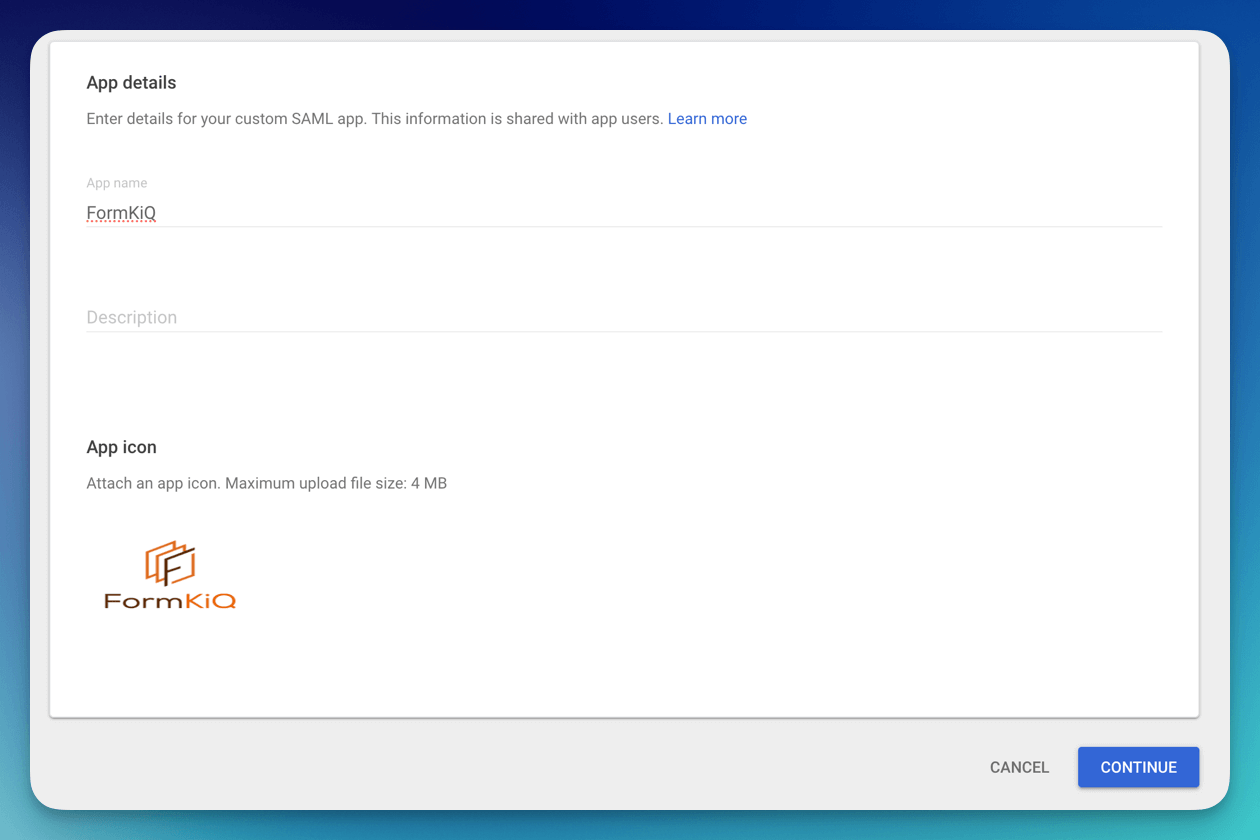 App details
Enter details for your custom SAML app. This information is shared with app users. Learn more
App name
FormKiQ
Description
App icon
Attach an app icon. Maximum upload file size: 4 MB
F
FormKiQ
CANCEL
CONTINUE